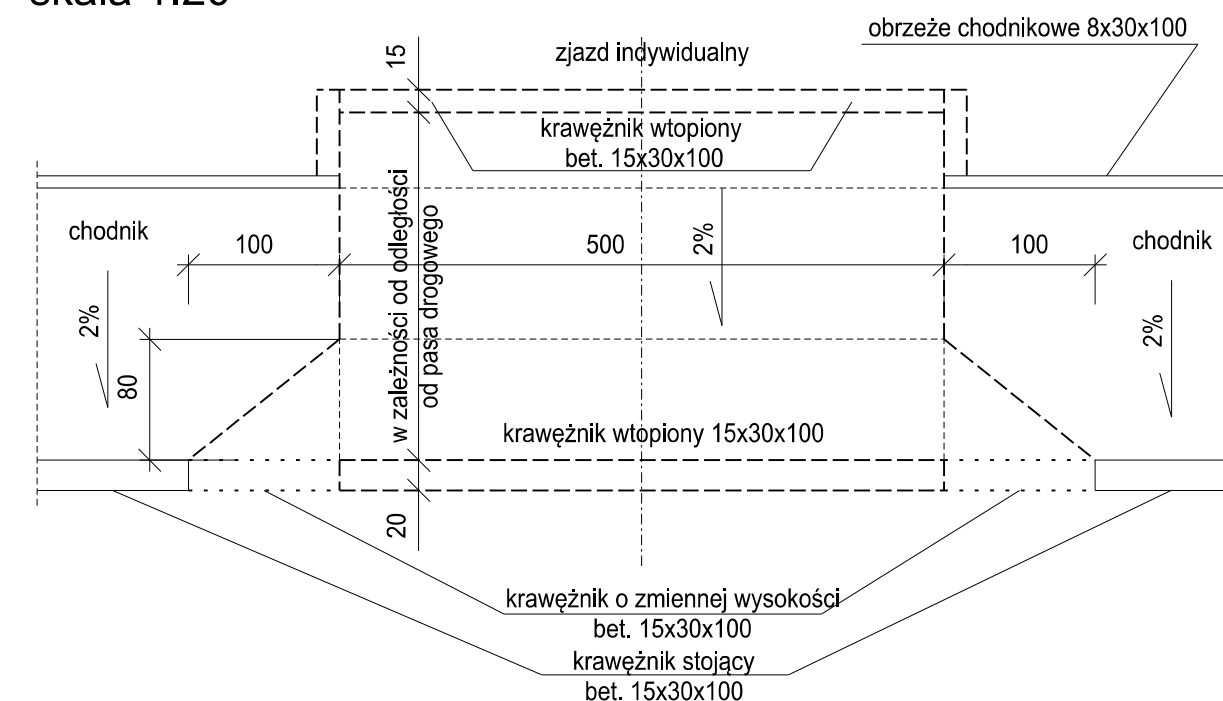 obrzeże chodnikowe 8x30x100
15
zjazd indywidualny
krawężnik wtopiony
bet. 15x30x100
w zależności od odległości
od pasa drogowego
chodnik
100
500
2%
100
chodnik
2%
2%
80
krawężnik wtopiony 15x30x100
20
krawężnik o zmiennej wysokości
bet. 15x30x100
krawężnik stojący
bet. 15x30x100